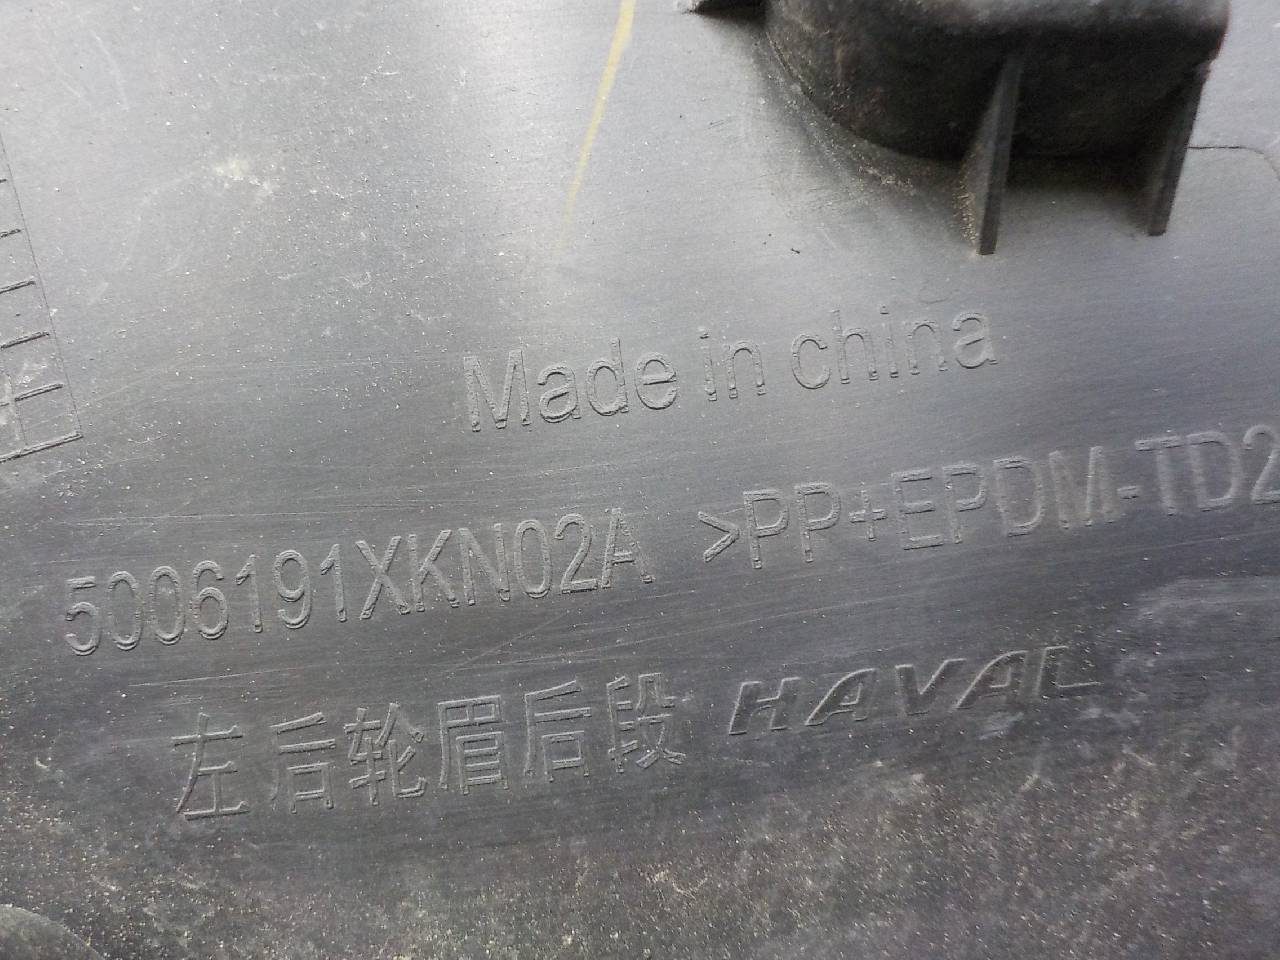 Made in china
5006191XKN02A >PP+EPDM-TD2
左后轮眉后段 HAVAL